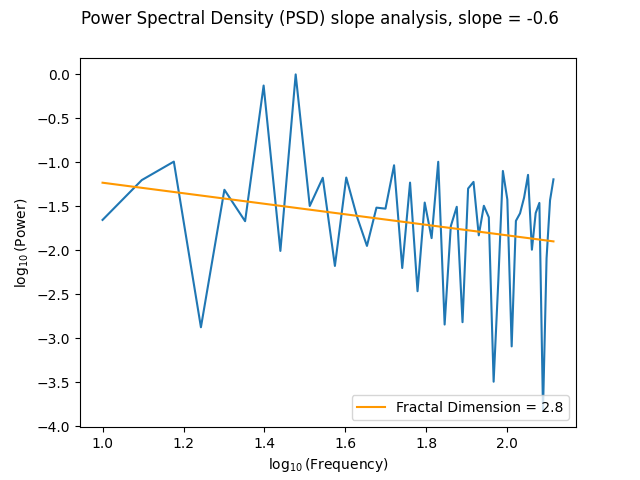 Power Spectral Density (PSD) slope analysis, slope = -0.6
0.0
−0.5
−1.0
−1.5
−2.0
−2.5
−3.0
−3.5
−4.0
log₁₀(Power)
Fractal Dimension = 2.8
1.0 1.2 1.4 1.6 1.8 2.0
log₁₀(Frequency)